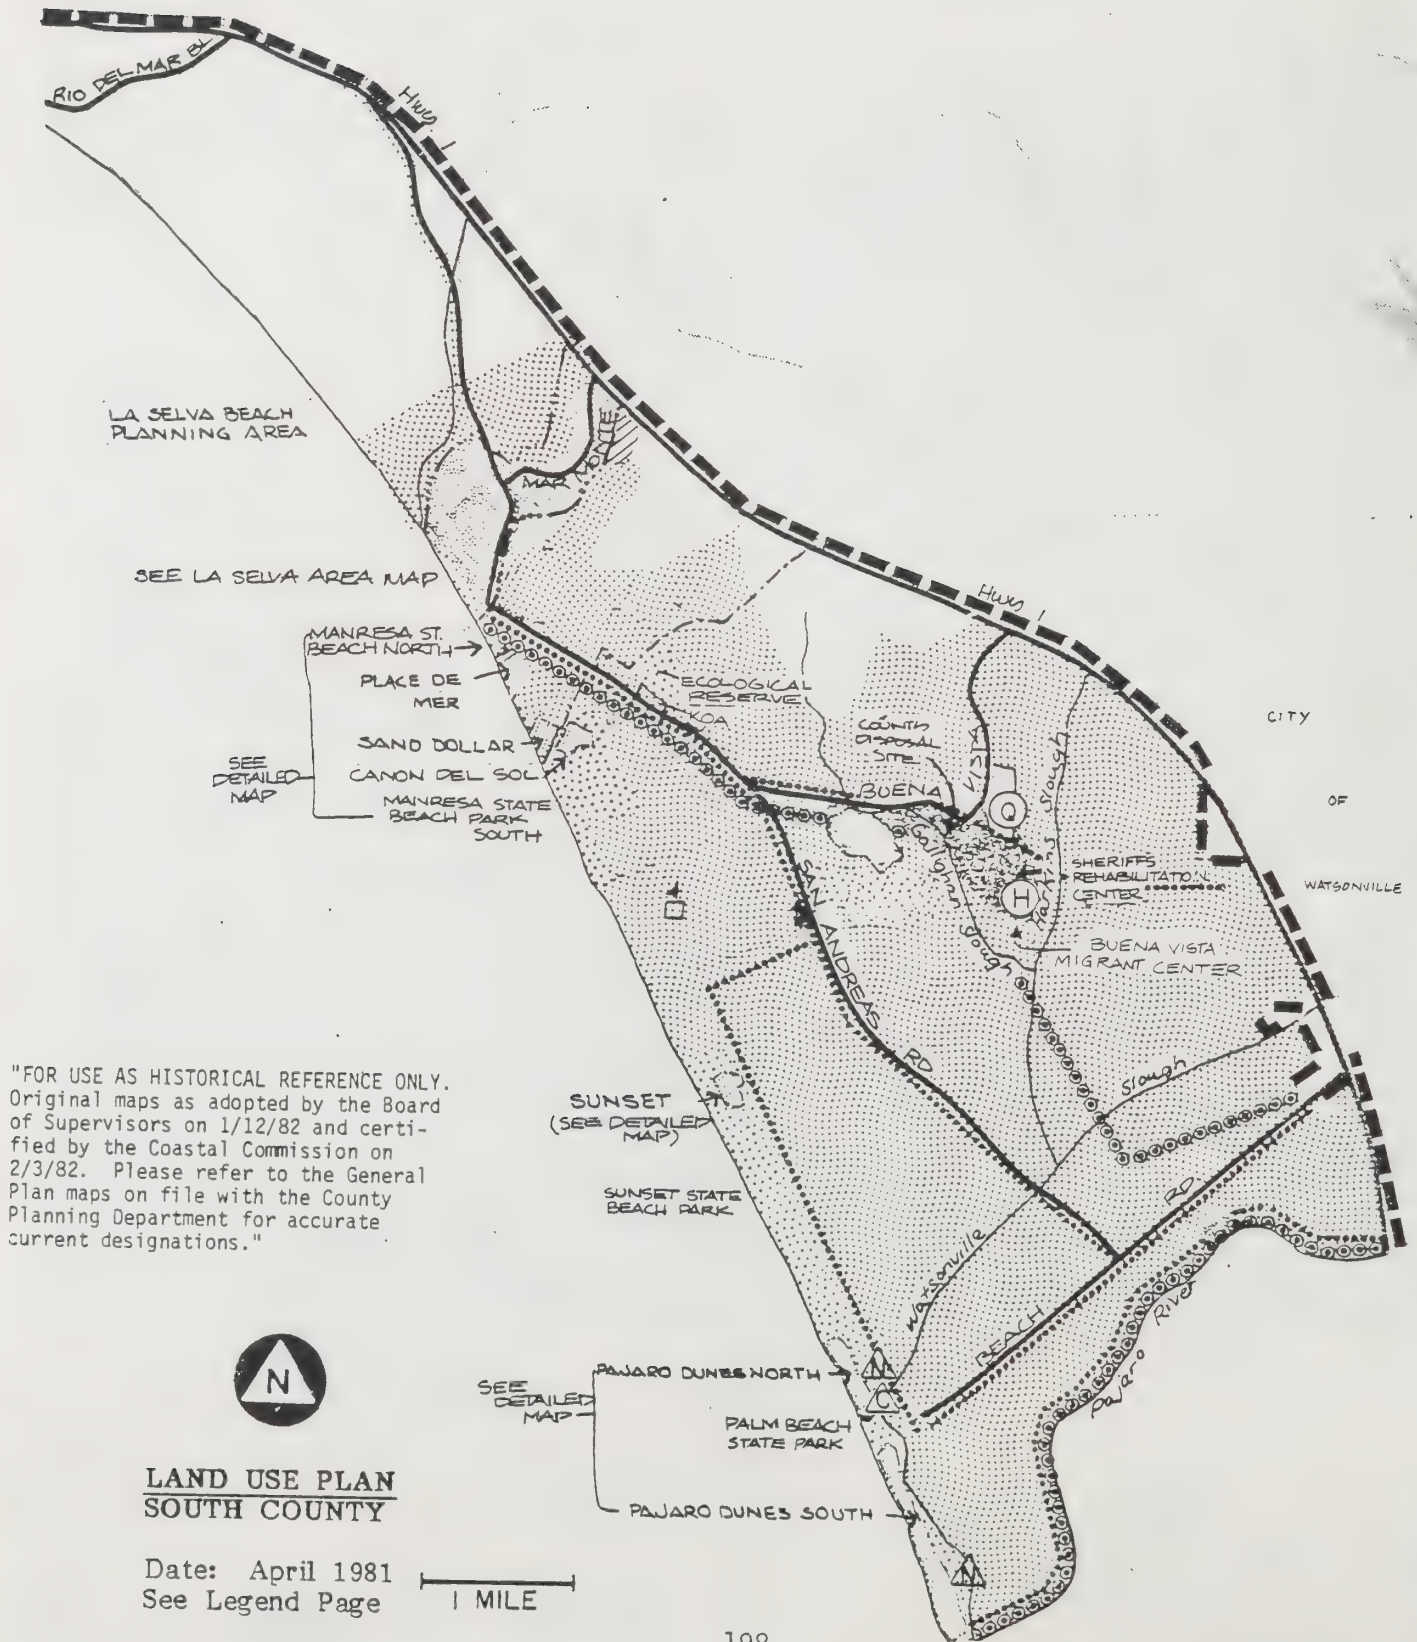 RIO DEL MAR BL
Hwy 1
LA SELVA BEACH
PLANNING AREA
MAR MONTE
SEE LA SELVA AREA MAP
Hwy 1
MANRESA ST.
BEACH NORTH
PLACE DE
MER
ECOLOGICAL
RESERVE
KOA
SAND DOLLAR
CANON DEL SOL
MANRESA STATE
BEACH PARK
SOUTH
SEE
DETAILED
MAP
COUNTY
DISPOSAL
SITE
BUENA VISTA
Q
Slough
CITY
OF
WATSONVILLE
SHERIFFS
REHABILITATION
CENTER
H
Slough
BUENA VISTA
MIGRANT CENTER
SAN ANDREAS RD
"FOR USE AS HISTORICAL REFERENCE ONLY.
Original maps as adopted by the Board
of Supervisors on 1/12/82 and certi-
fied by the Coastal Commission on
2/3/82. Please refer to the General
Plan maps on file with the County
Planning Department for accurate
current designations."
SUNSET
(SEE DETAILED
MAP)
SUNSET STATE
BEACH PARK
Watsonville Slough
BEACH RD
Pajaro River
N
LAND USE PLAN
SOUTH COUNTY
Date: April 1981
See Legend Page
1 MILE
SEE
DETAILED
MAP
PAJARO DUNES NORTH
N
C
PALM BEACH
STATE PARK
PAJARO DUNES SOUTH
N